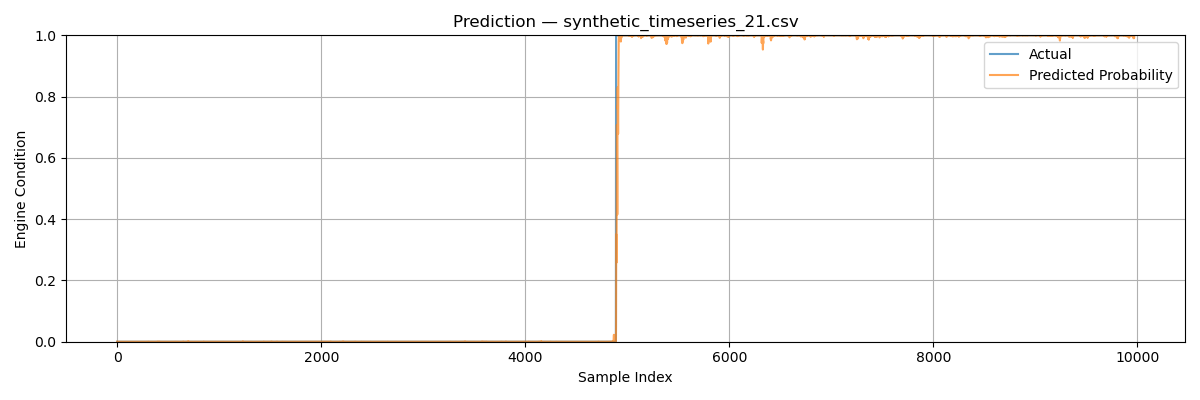 Prediction — synthetic_timeseries_21.csv
1.0
0.8
0.6
0.4
0.2
0.0
Engine Condition
Actual
Predicted Probability
0 2000 4000 6000 8000 10000
Sample Index